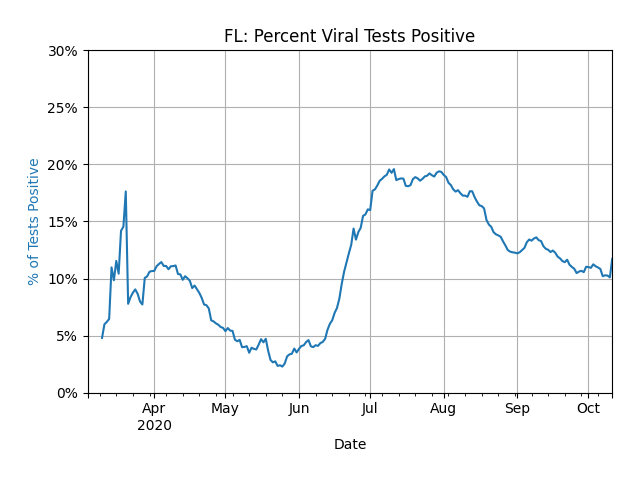 FL: Percent Viral Tests Positive
30%
25%
20%
15%
10%
5%
0%
% of Tests Positive
Apr May Jun Jul Aug Sep Oct
2020
Date